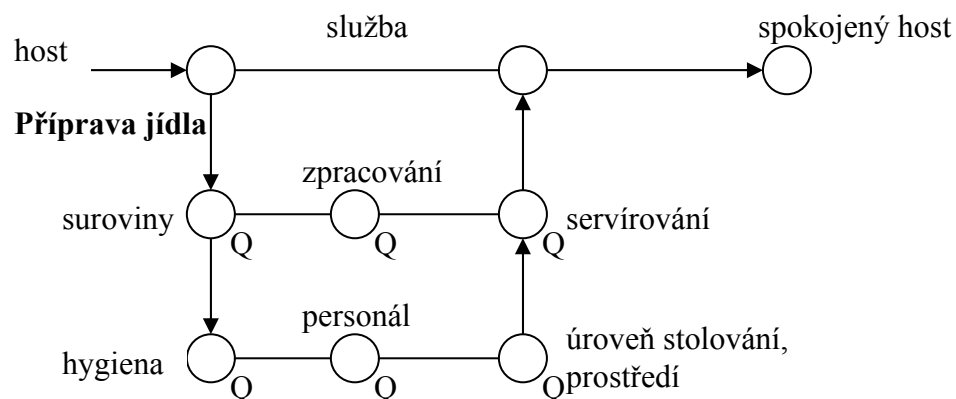 služba
spokojený host
host
Příprava jídla
zpracování
suroviny
servírování
Q
Q
Q
personál
hygiena
úroveň stolování,
prostředí
Q
Q
Q